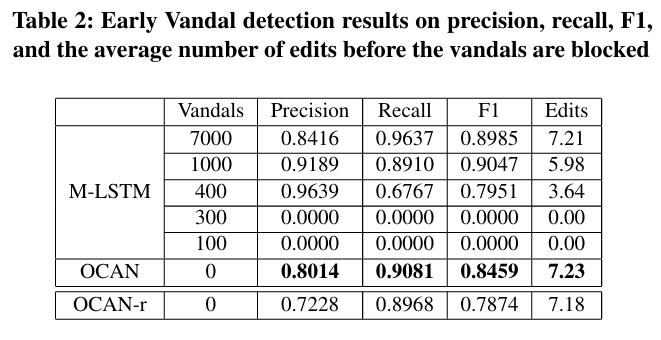 Table 2: Early Vandal detection results on precision, recall, F1,
and the average number of edits before the vandals are blocked
Vandals Precision Recall F1 Edits
7000 0.8416 0.9637 0.8985 7.21
1000 0.9189 0.8910 0.9047 5.98
M-LSTM 400 0.9639 0.6767 0.7951 3.64
300 0.0000 0.0000 0.0000 0.00
100 0.0000 0.0000 0.0000 0.00
OCAN 0 0.8014 0.9081 0.8459 7.23
OCAN-r 0 0.7228 0.8968 0.7874 7.18